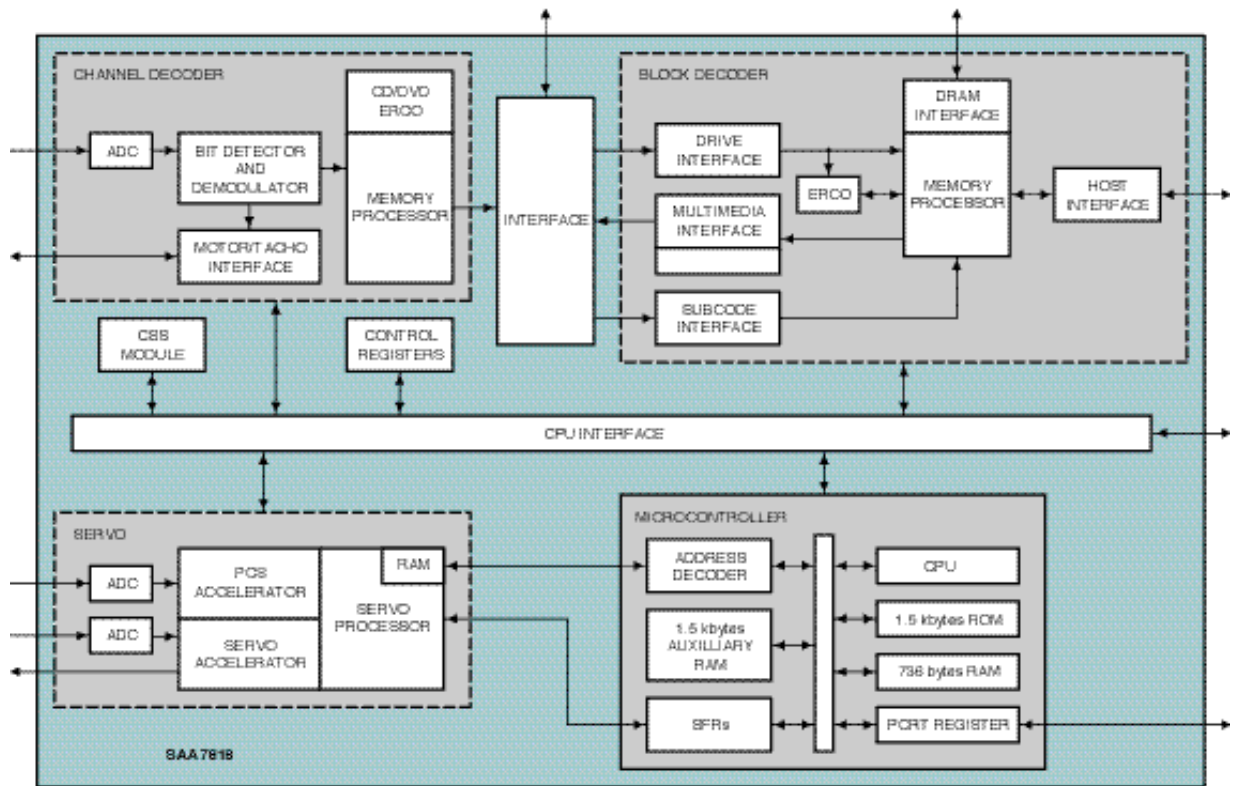 CHANNEL DECODER
CD/DVD
ERCO
ADC
BIT DETECTOR
AND
DEMODULATOR
MEMORY
PROCESSOR
MOTOR/TACHO
INTERFACE
INTERFACE
BLOCK DECODER
DRAM
INTERFACE
DRIVE
INTERFACE
ERCO
MEMORY
PROCESSOR
HOST
INTERFACE
MULTIMEDIA
INTERFACE
SUBCODE
INTERFACE
CSS
MODULE
CONTROL
REGISTERS
CPU INTERFACE
SERVO
ADC
ADC
PCS
ACCELERATOR
SERVO
ACCELERATOR
RAM
SERVO
PROCESSOR
MICROCONTROLLER
ADDRESS
DECODER
1.5 kbytes
AUXILLIARY
RAM
SFRs
CPU
1.5 kbytes ROM
736 bytes RAM
PORT REGISTER
SAA7818